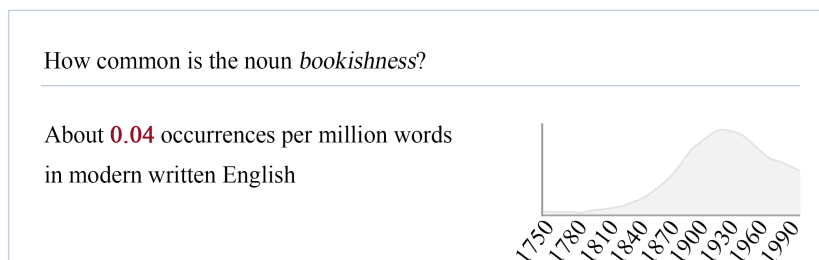 How common is the noun bookishness?
About 0.04 occurrences per million words
in modern written English
1750 1780 1810 1840 1870 1900 1930 1960 1990